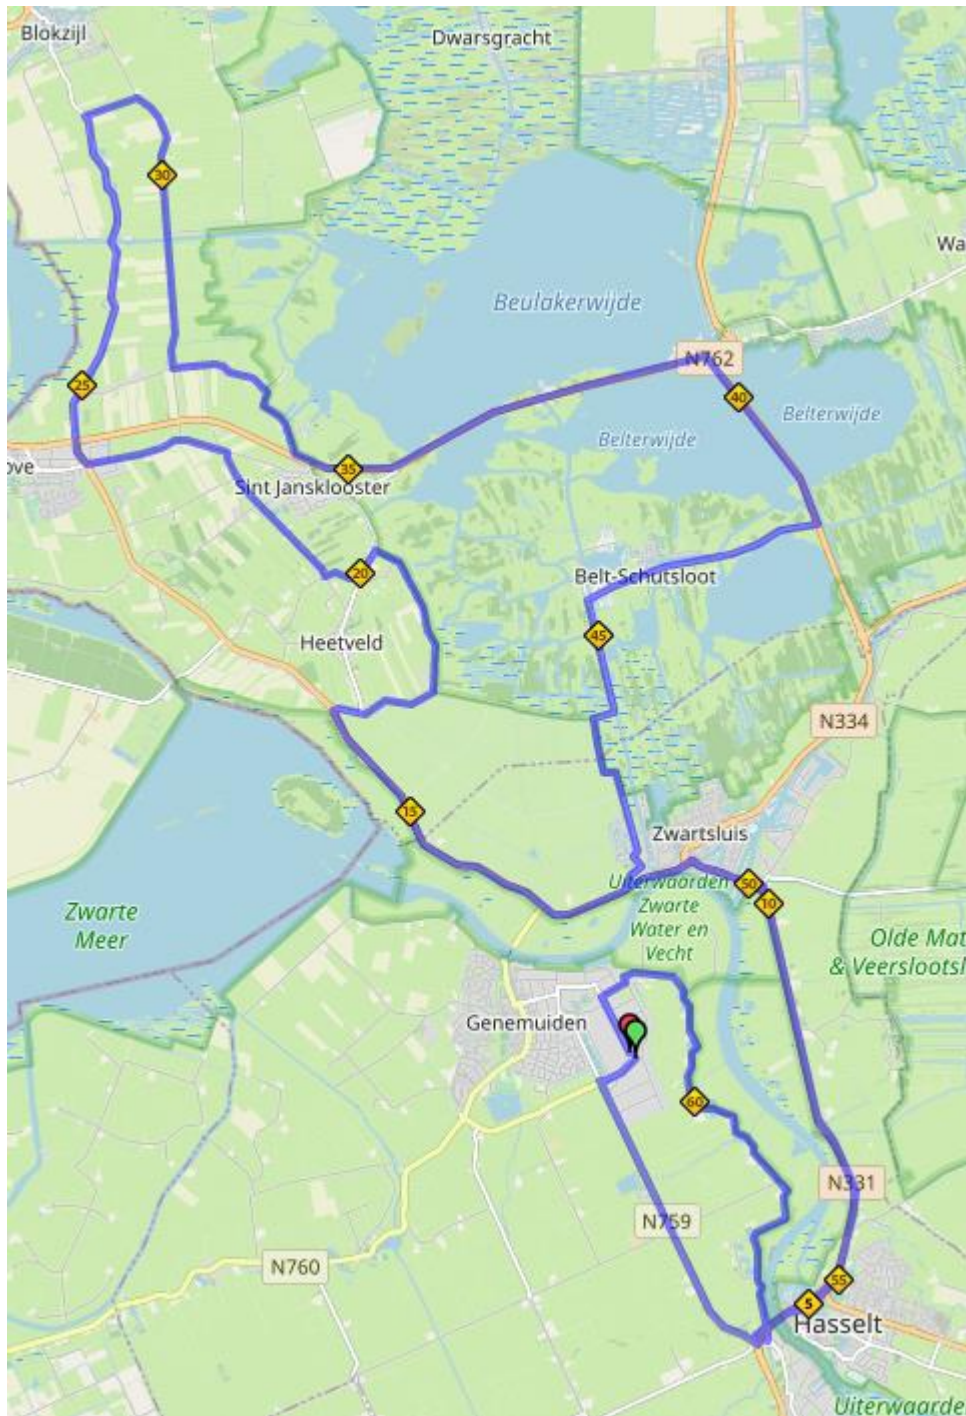 Blokzijl
Dwarsgracht
30
Wa
Beulakerwijde
N762
25
40
Belterwijde
Belterwijde
ove
35
Sint Jansklooster
20
Belt-Schutsloot
45
Heetveld
N334
15
Zwartsluis
50
10
Uiterwaarden
Zwarte
Water en
Vecht
Zwarte
Meer
Olde Mat
& Veerslootsl
Genemuiden
60
N331
N759
N760
55
5
Hasselt
Uiterwaarde